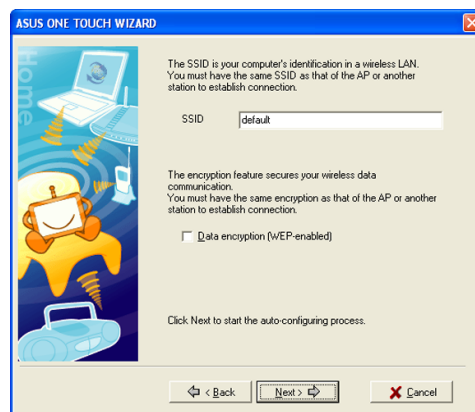 ASUS ONE TOUCH WIZARD
Home
The SSID is your computer's identification in a wireless LAN.
You must have the same SSID as that of the AP or another
station to establish connection.
SSID
default
The encryption feature secures your wireless data
communication.
You must have the same encryption as that of the AP or another
station to establish connection.
Data encryption (WEP-enabled)
Click Next to start the auto-configuring process.
< Back
Next >
Cancel